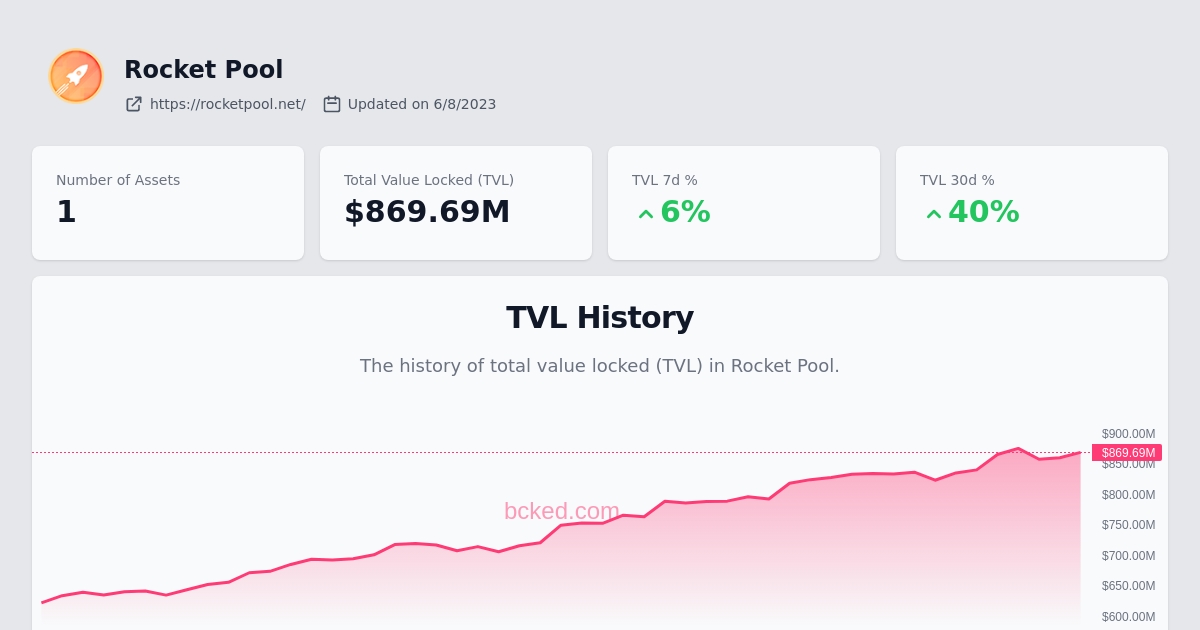 Rocket Pool
https://rocketpool.net/ Updated on 6/8/2023
Number of Assets
1
Total Value Locked (TVL)
$869.69M
TVL 7d %
6%
TVL 30d %
40%
TVL History
The history of total value locked (TVL) in Rocket Pool.
$900.00M
$869.69M
$850.00M
$800.00M
bcked.com
$750.00M
$700.00M
$650.00M
$600.00M